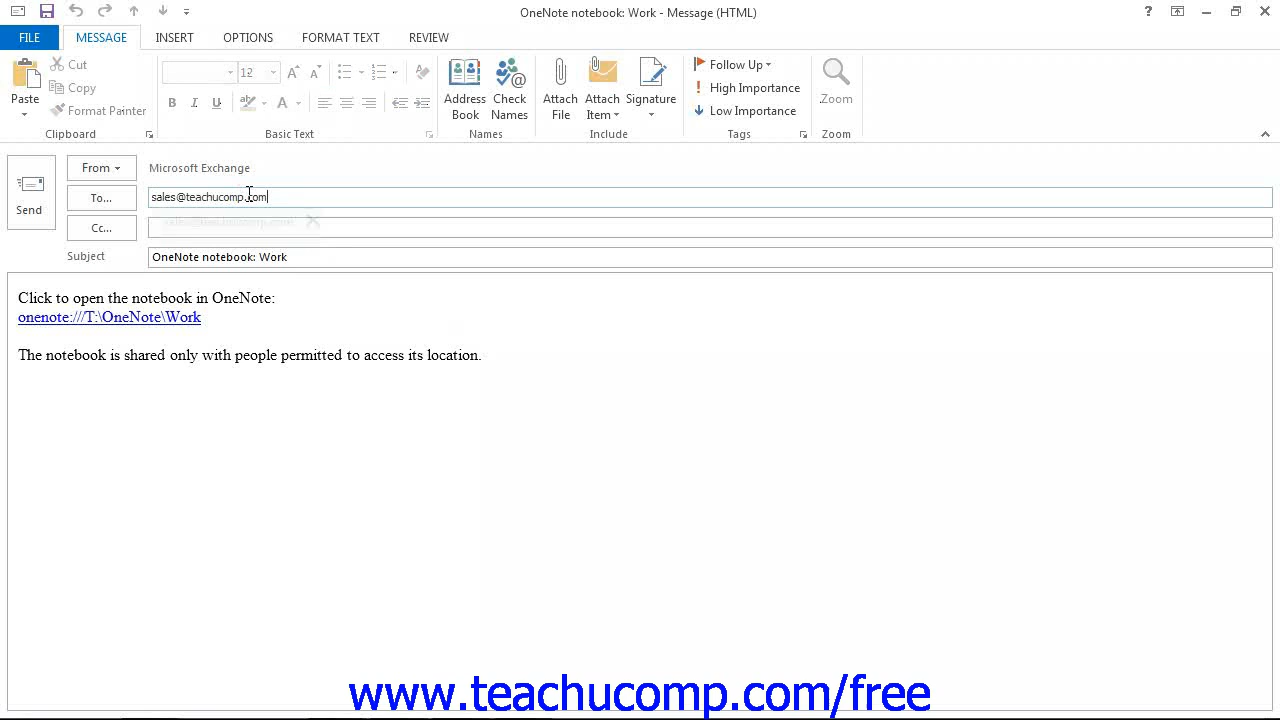 OneNote notebook: Work - Message (HTML)
?
FILE MESSAGE INSERT OPTIONS FORMAT TEXT REVIEW
Paste
Cut
Copy
Format Painter
Clipboard
12
B I U
A
Basic Text
Address Book
Check Names
Names
Attach File
Attach Item
Signature
Include
Follow Up
High Importance
Low Importance
Tags
Zoom
Zoom
Send
From
Microsoft Exchange
To...
sales@teachucomp.com
Cc...
Subject
OneNote notebook: Work
Click to open the notebook in OneNote:
onenote:///T:\OneNote\Work
The notebook is shared only with people permitted to access its location.
www.teachucomp.com/free